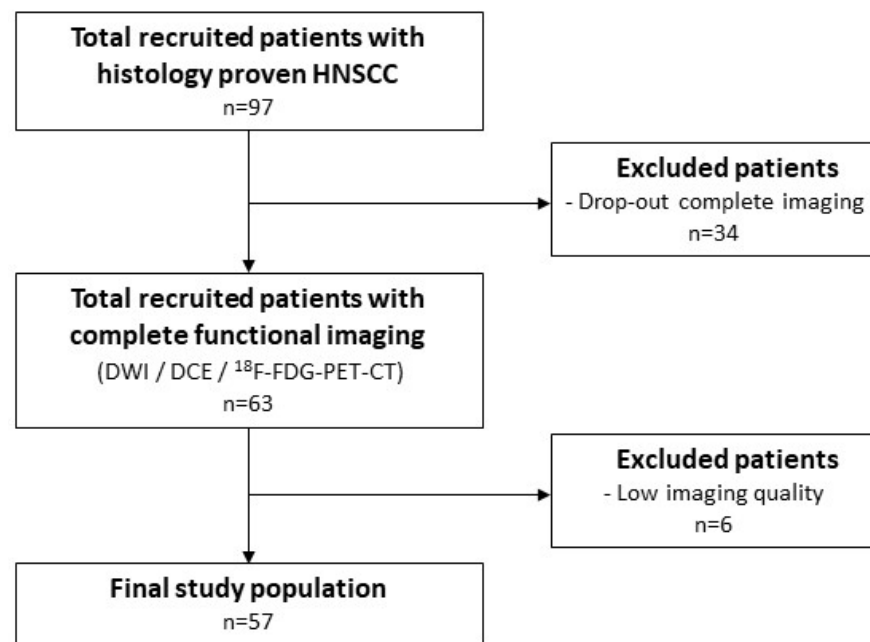 Total recruited patients with
histology proven HNSCC
n=97
Excluded patients
- Drop-out complete imaging
n=34
Total recruited patients with
complete functional imaging
(DWI / DCE / ¹⁸F-FDG-PET-CT)
n=63
Excluded patients
- Low imaging quality
n=6
Final study population
n=57